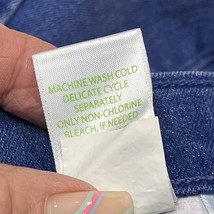 MACHINE WASH COLD
DELICATE CYCLE
SEPARATELY
ONLY NON-CHLORINE
BLEACH, IF NEEDED